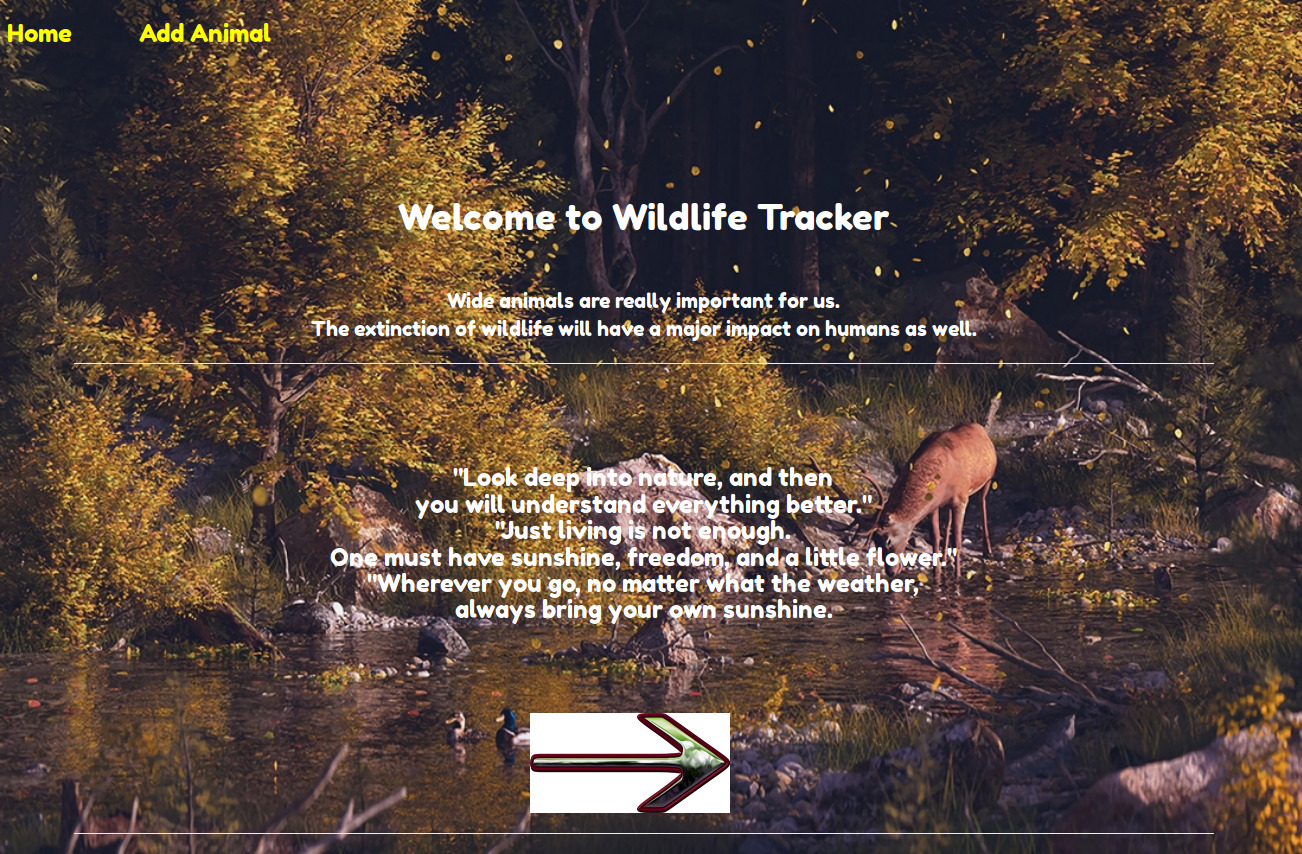 Home
Add Animal
Welcome to Wildlife Tracker
Wide animals are really important for us.
The extinction of wildlife will have a major impact on humans as well.
"Look deep into nature, and then
you will understand everything better."
"Just living is not enough.
One must have sunshine, freedom, and a little flower."
"Wherever you go, no matter what the weather,
always bring your own sunshine.